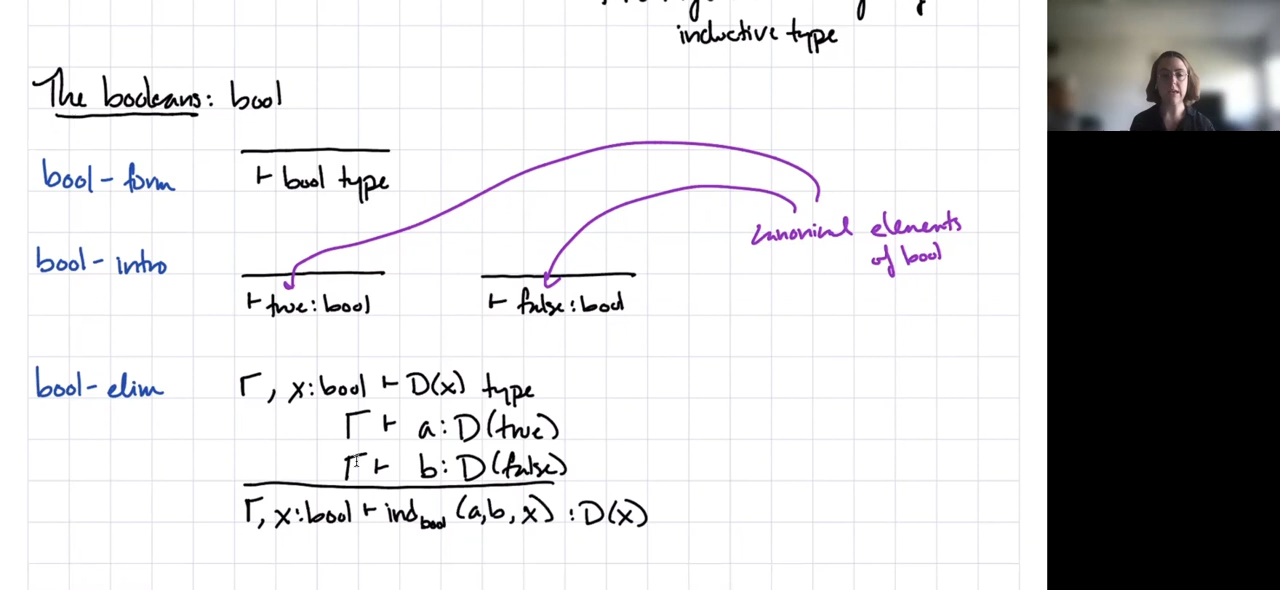 inductive type
The booleans: bool
bool-form
⊢ bool type
canonical elements
of bool
bool-intro
⊢ true:bool
⊢ false:bool
bool-elim
Γ, x:bool ⊢ D(x) type
Γ ⊢ a:D(true)
Γ ⊢ b:D(false)
Γ, x:bool ⊢ ind_bool (a,b,x) :D(x)